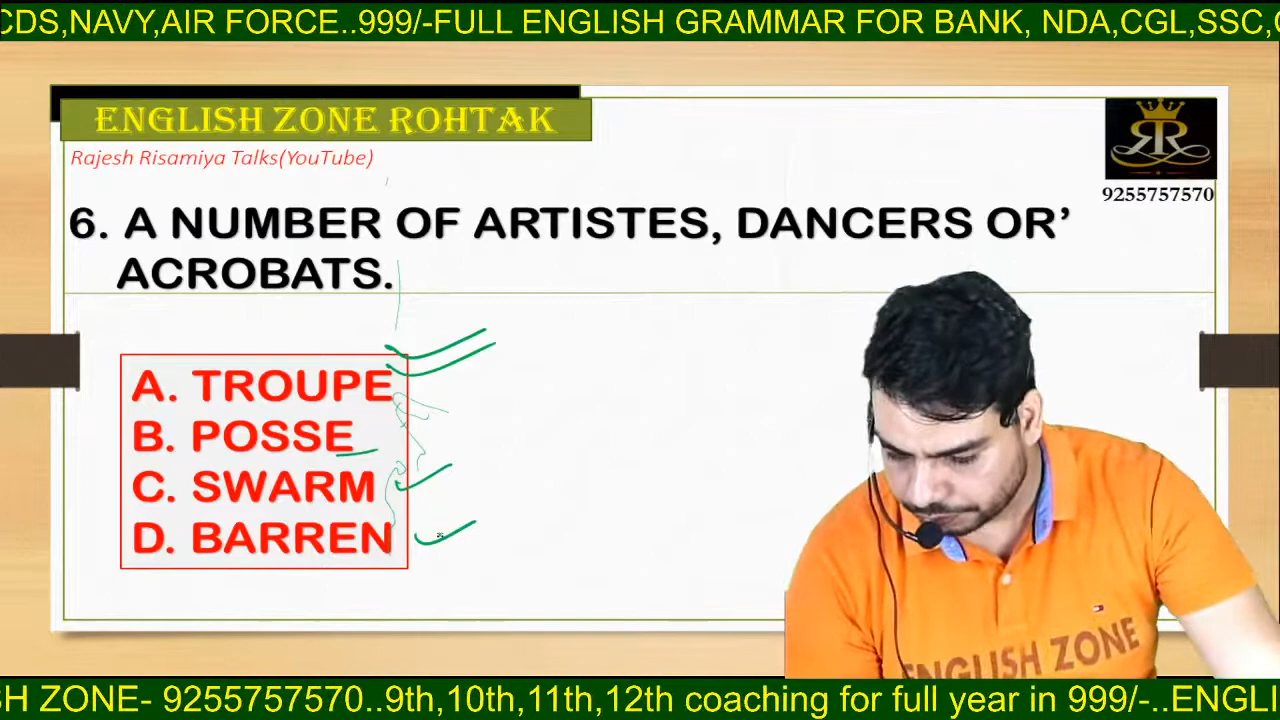 CDS,NAVY,AIR FORCE..999/-FULL ENGLISH GRAMMAR FOR BANK, NDA,CGL,SSC,
ENGLISH ZONE ROHTAK
Rajesh Risamiya Talks(YouTube)
RR
9255757570
6. A NUMBER OF ARTISTES, DANCERS OR’
ACROBATS.
A. TROUPE
B. POSSE
C. SWARM
D. BARREN
ENGLISH ZONE
SH ZONE- 9255757570..9th,10th,11th,12th coaching for full year in 999/-..ENGLI